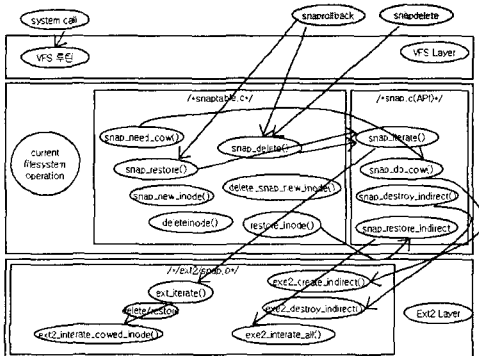 system call
snaprollback
snapdelete
VFS 루틴
VFS Layer
/*snaptable.c*/
/*snap.c(API)*/
snap_need_cow()
snap_delete()
snap_iterate()
current
filesystem
operation
snap_restore()
snap_do_cow()
snap_new_inode()
delete_snap_new_inode()
snap_destroy_indirect()
deleteinode()
restore_inode()
snap_restore_indirect
/*/ext2/snap.c*/
ext_iterate()
exe2_create_indirect()
delete/restore
exe2_destroy_indirect()
Ext2 Layer
ext2_interate_cowed_inode()
exe2_interate_all()